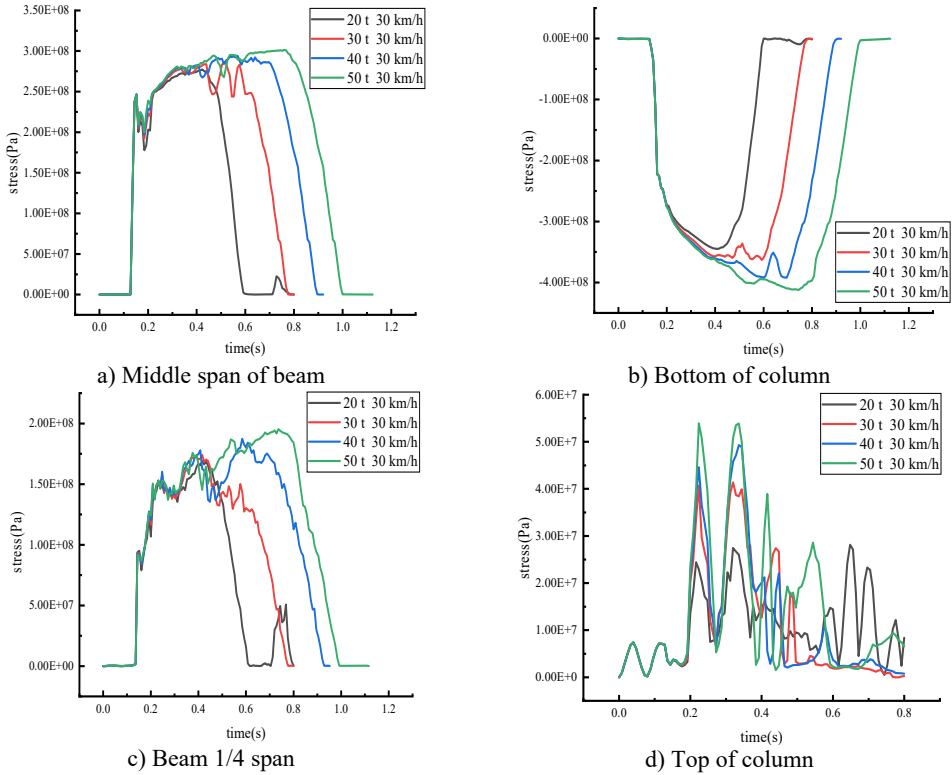 3.50E+08
3.00E+08
2.50E+08
2.00E+08
1.50E+08
1.00E+08
5.00E+07
0.00E+00
stress(Pa)
20 t 30 km/h
30 t 30 km/h
40 t 30 km/h
50 t 30 km/h
0.0 0.2 0.4 0.6 0.8 1.0 1.2
time(s)
a) Middle span of beam
0.00E+00
-1.00E+08
-2.00E+08
-3.00E+08
-4.00E+08
stress(Pa)
20 t 30 km/h
30 t 30 km/h
40 t 30 km/h
50 t 30 km/h
0.0 0.2 0.4 0.6 0.8 1.0 1.2
time(s)
b) Bottom of column
2.00E+08
1.50E+08
1.00E+08
5.00E+07
0.00E+00
stress(Pa)
20 t 30 km/h
30 t 30 km/h
40 t 30 km/h
50 t 30 km/h
0.0 0.2 0.4 0.6 0.8 1.0 1.2
time(s)
c) Beam 1/4 span
6.00E+7
5.00E+7
4.00E+7
3.00E+7
2.00E+7
1.00E+7
0.00E+0
stress(Pa)
20 t 30 km/h
30 t 30 km/h
40 t 30 km/h
50 t 30 km/h
0.0 0.2 0.4 0.6 0.8
time(s)
d) Top of column